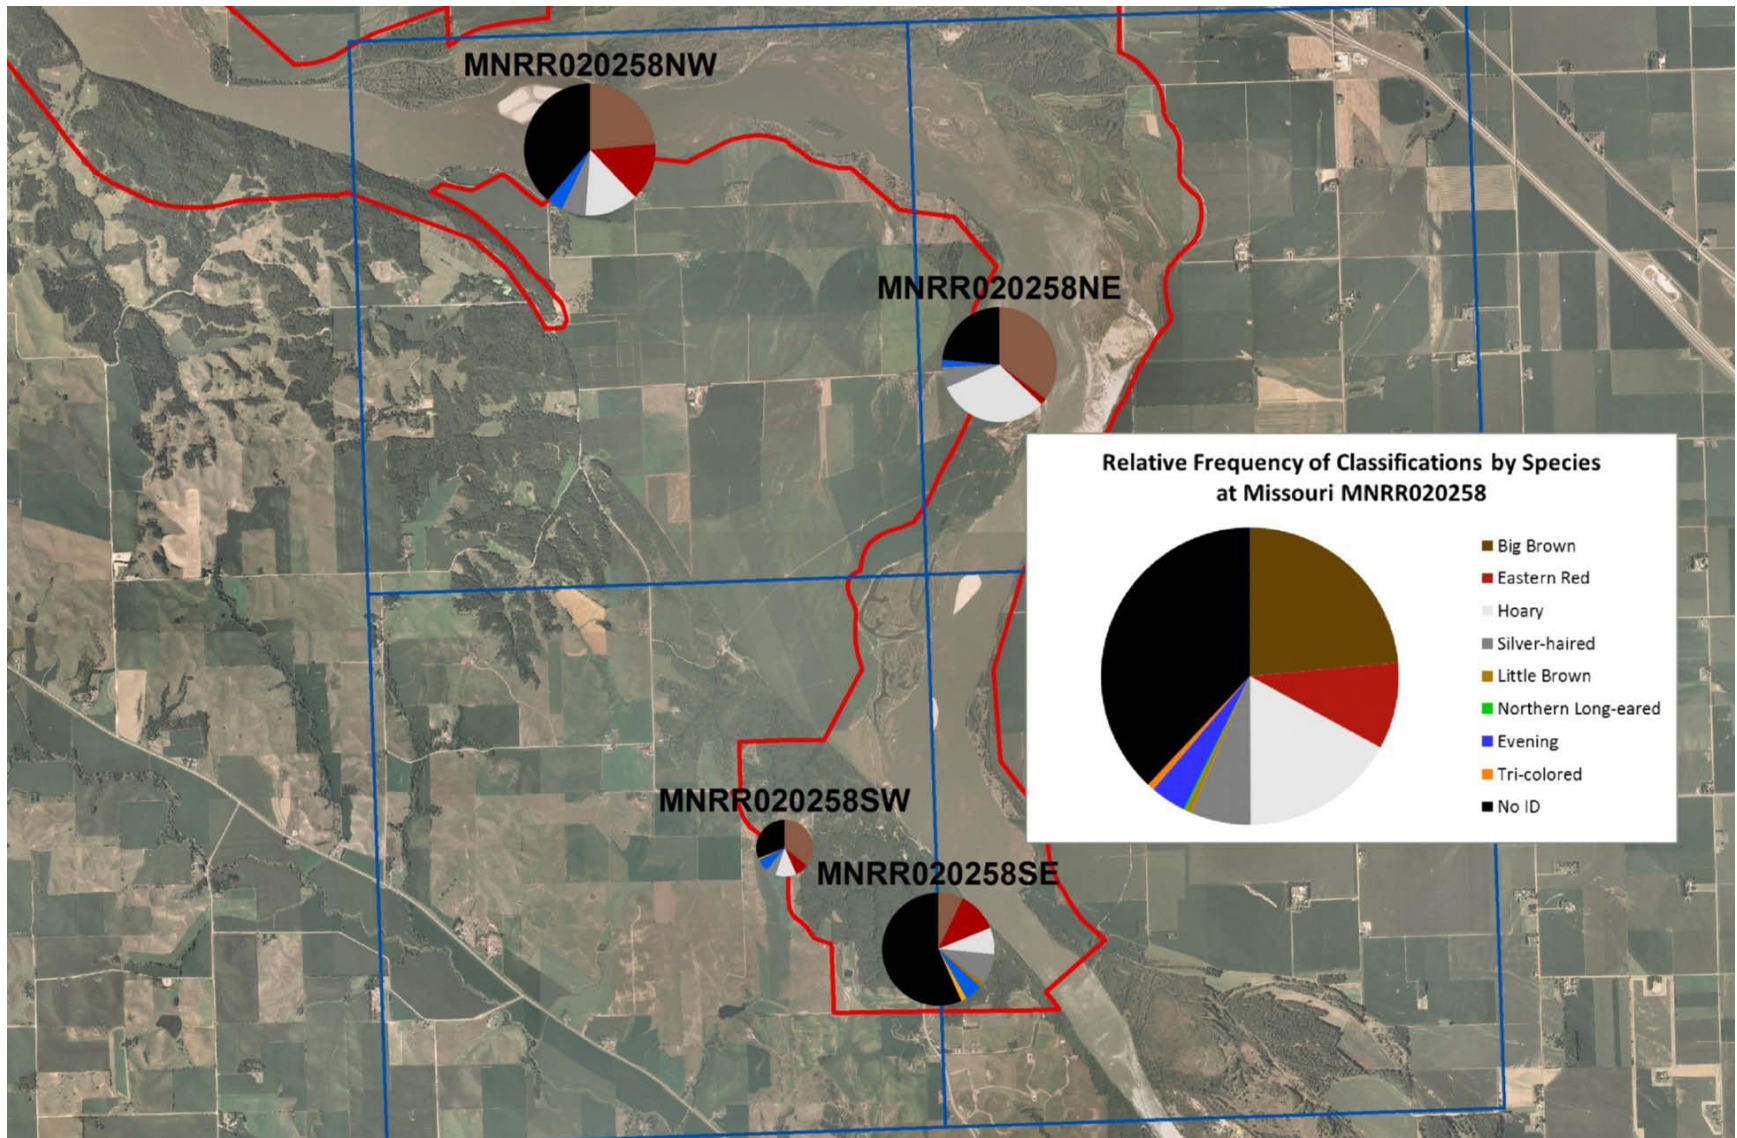 MNRR020258NW
MNRR020258NE
Relative Frequency of Classifications by Species
at Missouri MNRR020258
Big Brown
Eastern Red
Hoary
Silver-haired
Little Brown
Northern Long-eared
Evening
Tri-colored
No ID
MNRR020258SW
MNRR020258SE